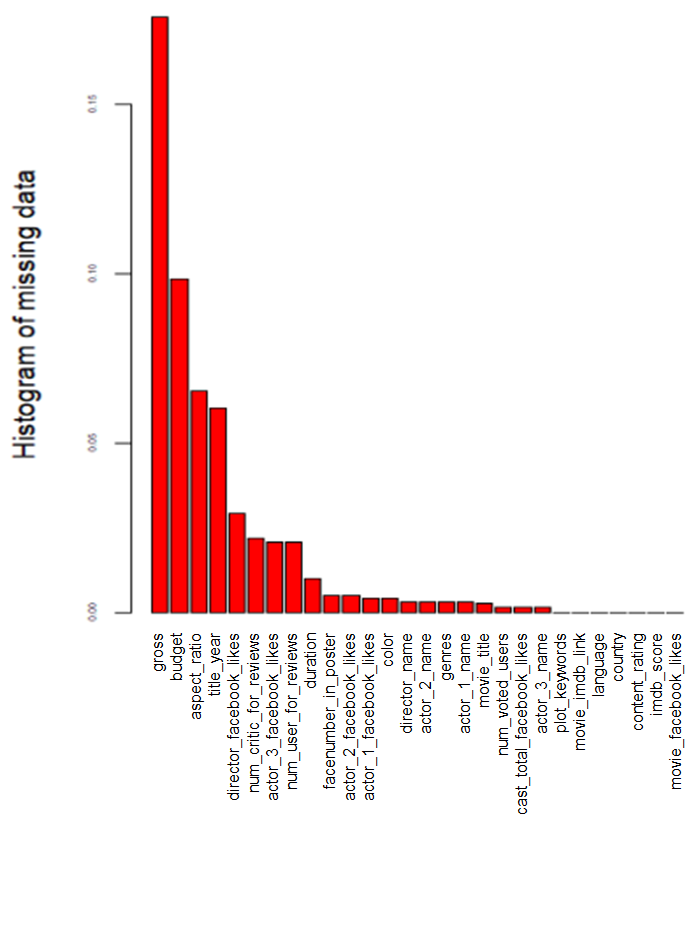 Histogram of missing data
0.15
0.10
0.05
0.00
gross
budget
aspect_ratio
title_year
director_facebook_likes
num_critic_for_reviews
actor_3_facebook_likes
num_user_for_reviews
duration
facenumber_in_poster
actor_2_facebook_likes
actor_1_facebook_likes
color
director_name
actor_2_name
genres
actor_1_name
movie_title
num_voted_users
cast_total_facebook_likes
actor_3_name
plot_keywords
movie_imdb_link
language
country
content_rating
imdb_score
movie_facebook_likes